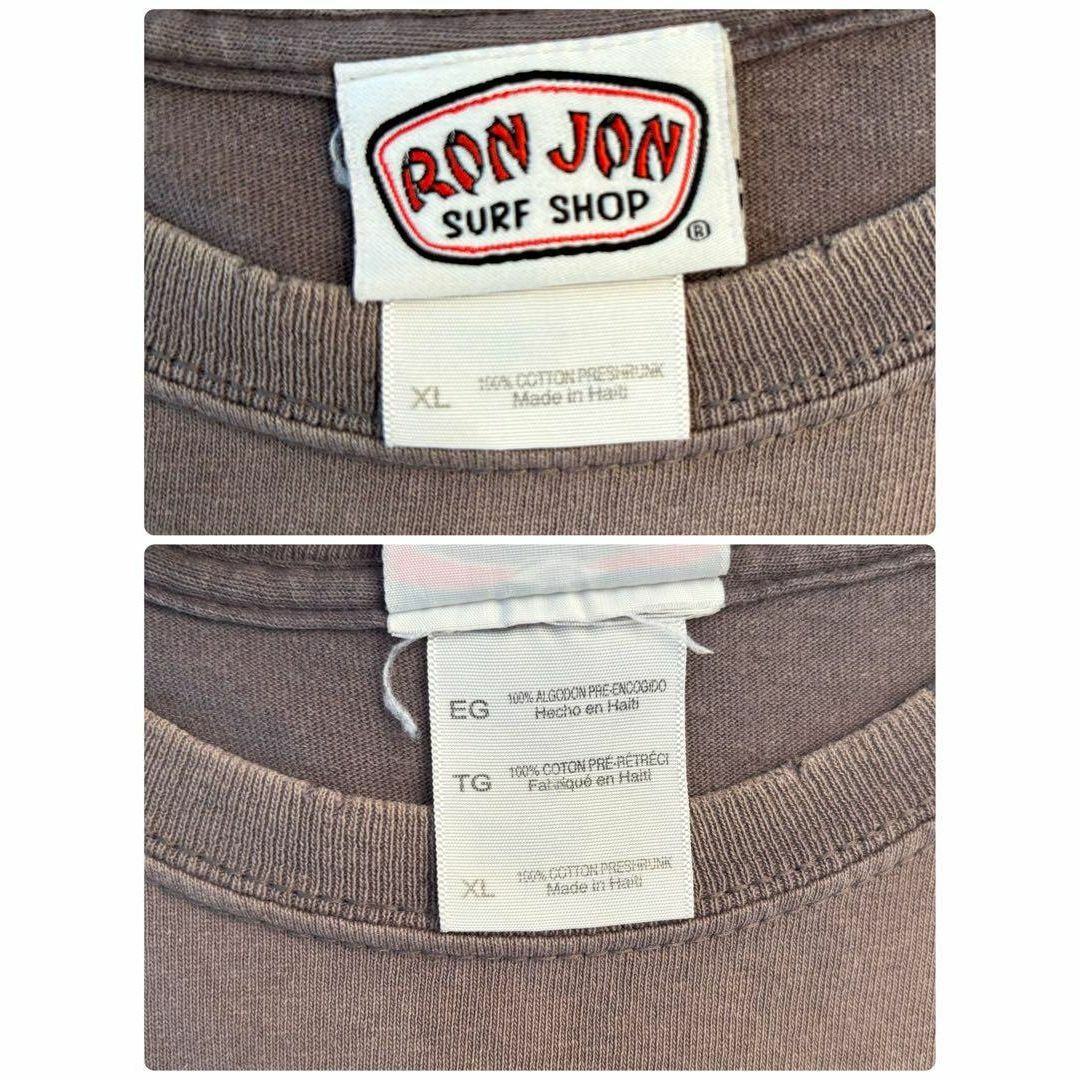 RON JON
SURF SHOP
®
XL 100% COTTON PRESHRUNK
Made in Haiti
EG 100% ALGODON PRE-ENCOGIDO
Hecho en Haiti
TG 100% COTON PRÉ-RÉTRÉCI
Fabriqué en Haiti
XL 100% COTTON PRESHRUNK
Made in Haiti